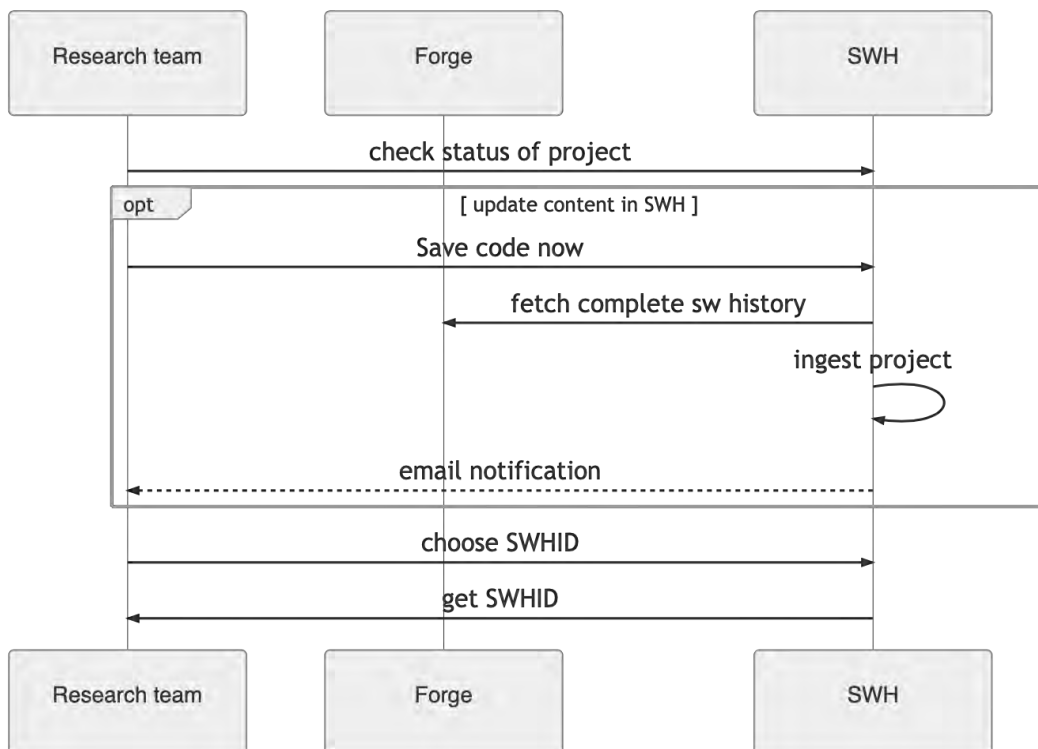 Research team
Forge
SWH
check status of project
opt
[ update content in SWH ]
Save code now
fetch complete sw history
ingest project
email notification
choose SWHID
get SWHID
Research team
Forge
SWH